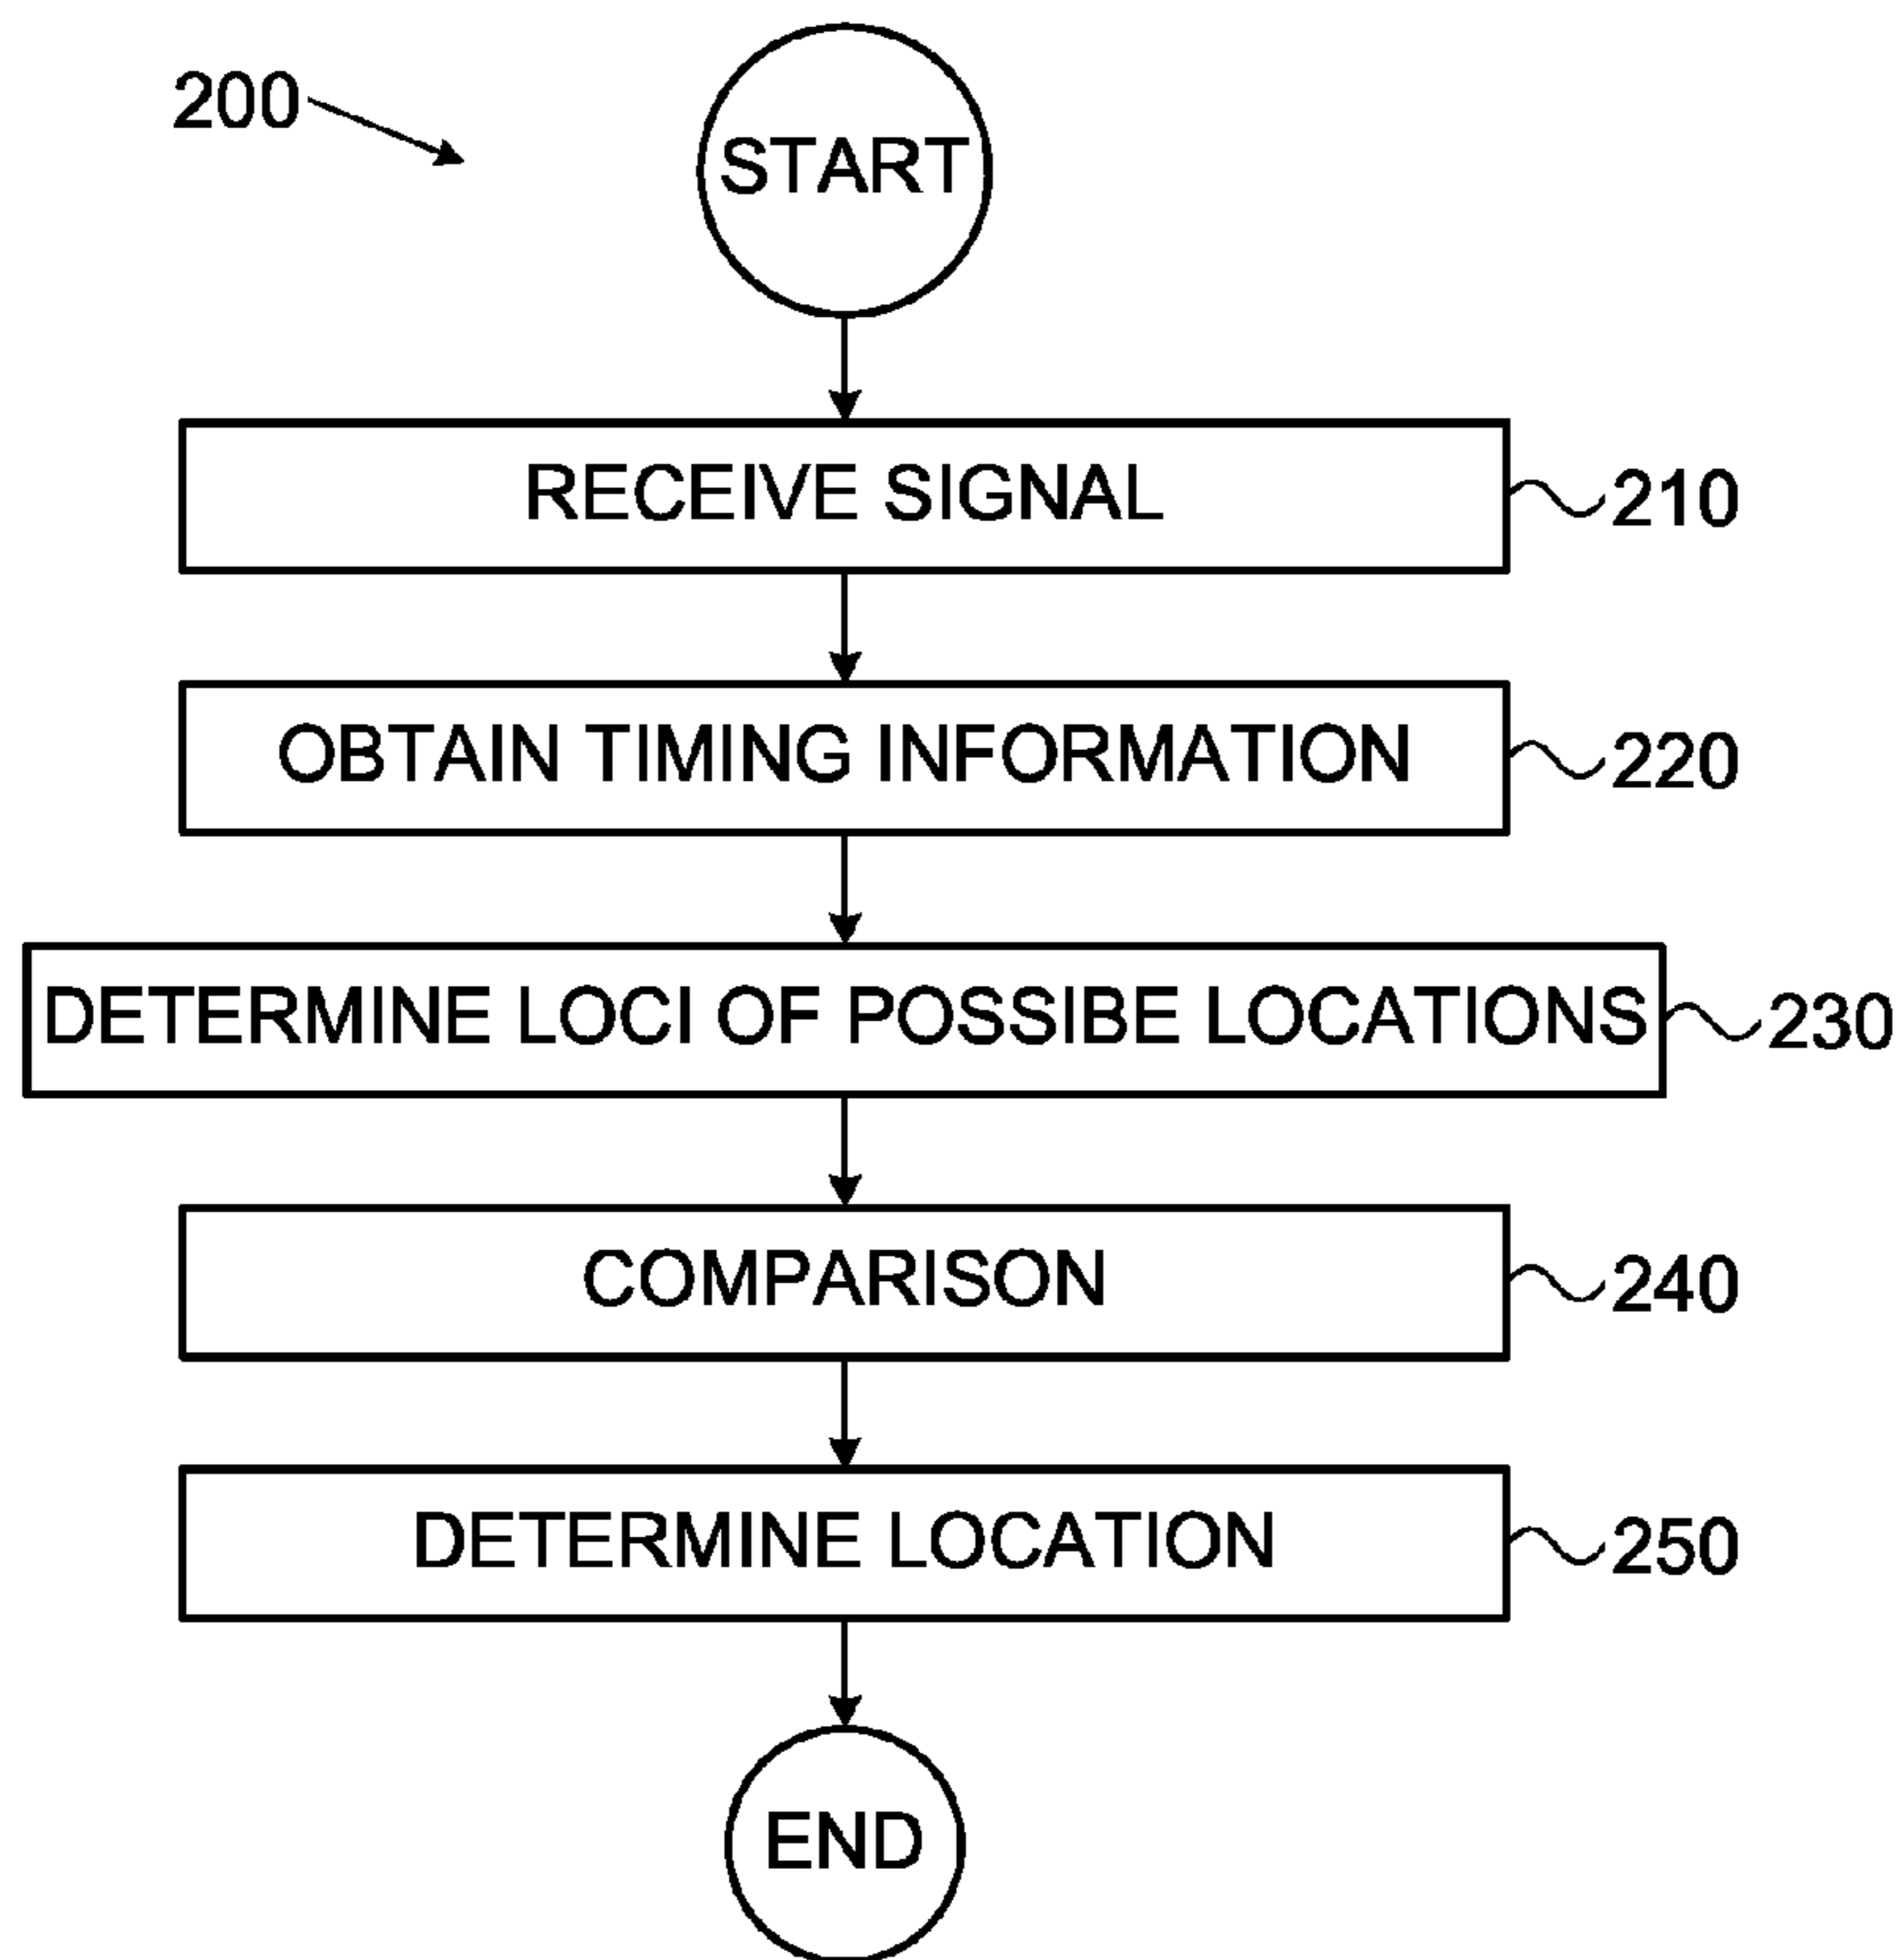 200
START
RECEIVE SIGNAL
210
OBTAIN TIMING INFORMATION
220
DETERMINE LOCI OF POSSIBE LOCATIONS
230
COMPARISON
240
DETERMINE LOCATION
250
END